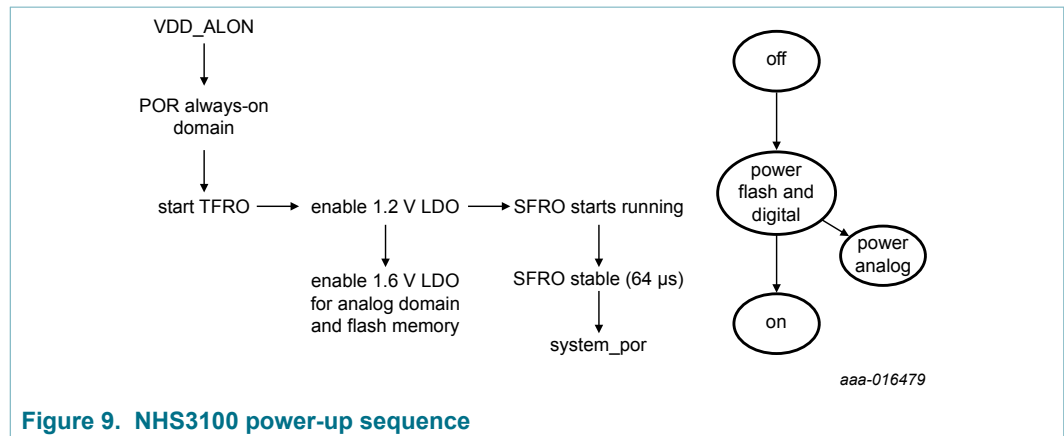 VDD_ALON
POR always-on
domain
start TFRO
enable 1.2 V LDO
SFRO starts running
enable 1.6 V LDO
for analog domain
and flash memory
SFRO stable (64 μs)
system_por
off
power
flash and
digital
power
analog
on
aaa-016479
Figure 9. NHS3100 power-up sequence